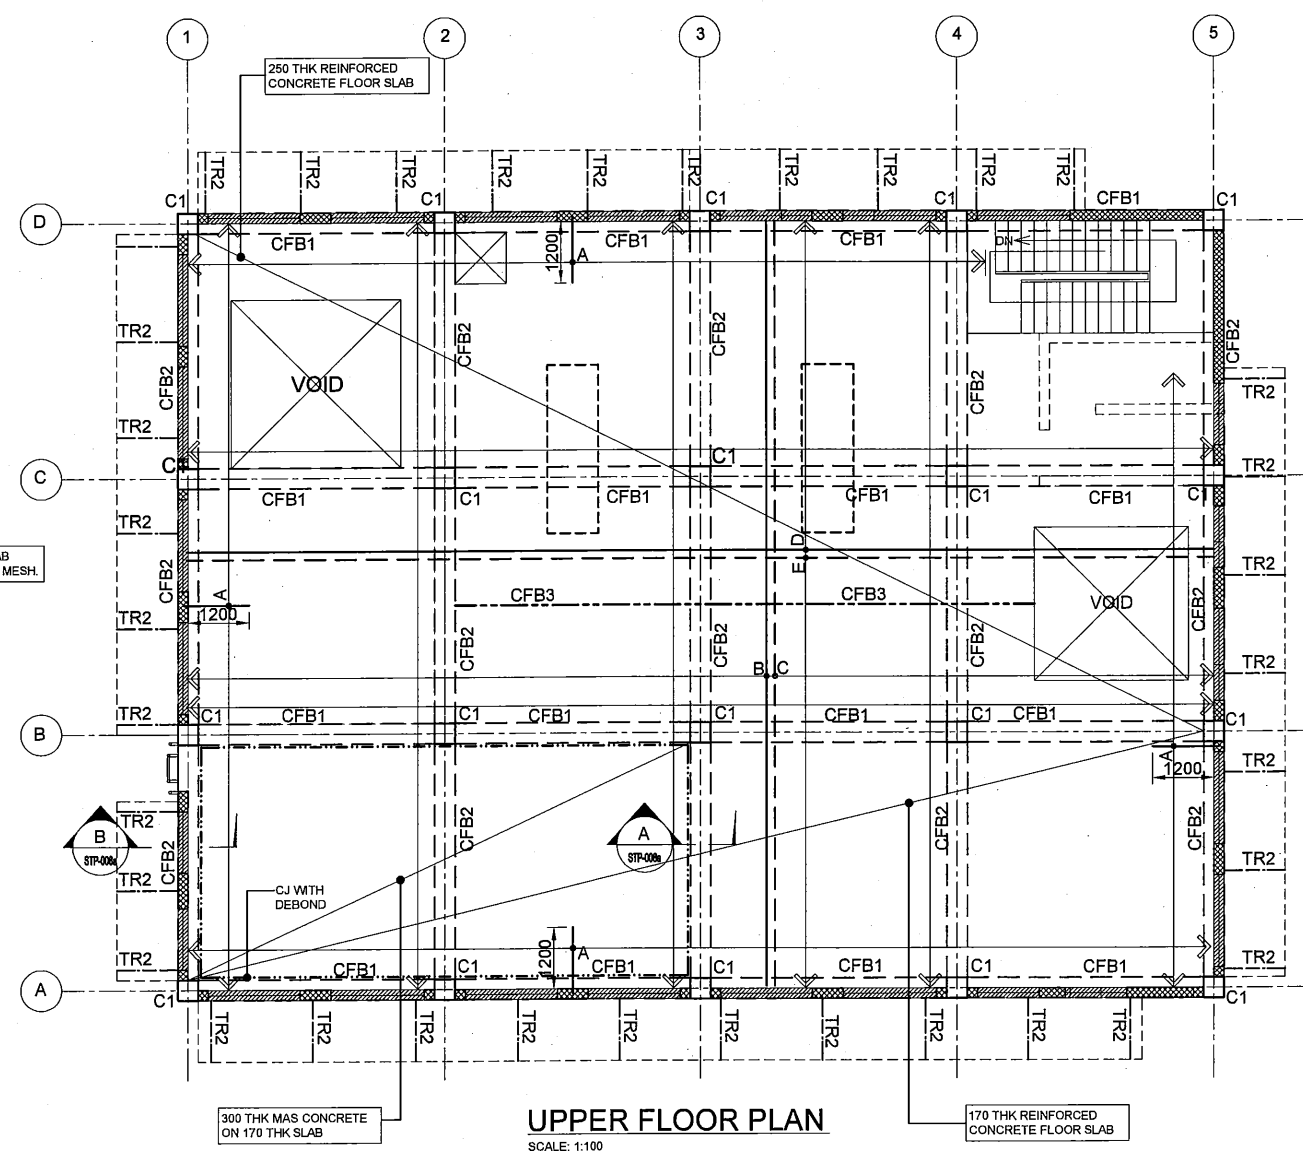 1 2 3 4 5
250 THK REINFORCED
CONCRETE FLOOR SLAB
TR2 TR2 TR2 TR2 TR2 TR2 TR2 TR2 TR2 TR2
C1 C1 C1 C1 CFB1 C1
D
CFB1 CFB1 CFB1 DN
1200 A
TR2 CFB2 CFB2 CFB2
VOID
CFB2 CFB2 TR2
TR2
C C1 TR2
C
CFB1 C1 CFB1 CFB1 C1 CFB1 C1
TR2
AB
MESH.
D
E
TR2
CFB2 A CFB3 CFB3 VOID CFB2
1200
TR2
CFB2 CFB2 CFB2
B C TR2
TR2 C1 CFB1 C1 CFB1 C1 CFB1 C1 CFB1 C1
B
A TR2
1200
TR2
B A
STP-006a STP-006a
CFB2 CFB2 CFB2 CFB2
TR2 TR2
CJ WITH
DEBOND
TR2 1200 A TR2
CFB1 C1 CFB1 C1 CFB1 C1 CFB1
A
C1 C1
TR2 TR2 TR2 TR2 TR2 TR2 TR2 TR2 TR2 TR2
300 THK MAS CONCRETE
ON 170 THK SLAB
UPPER FLOOR PLAN
SCALE: 1:100
170 THK REINFORCED
CONCRETE FLOOR SLAB